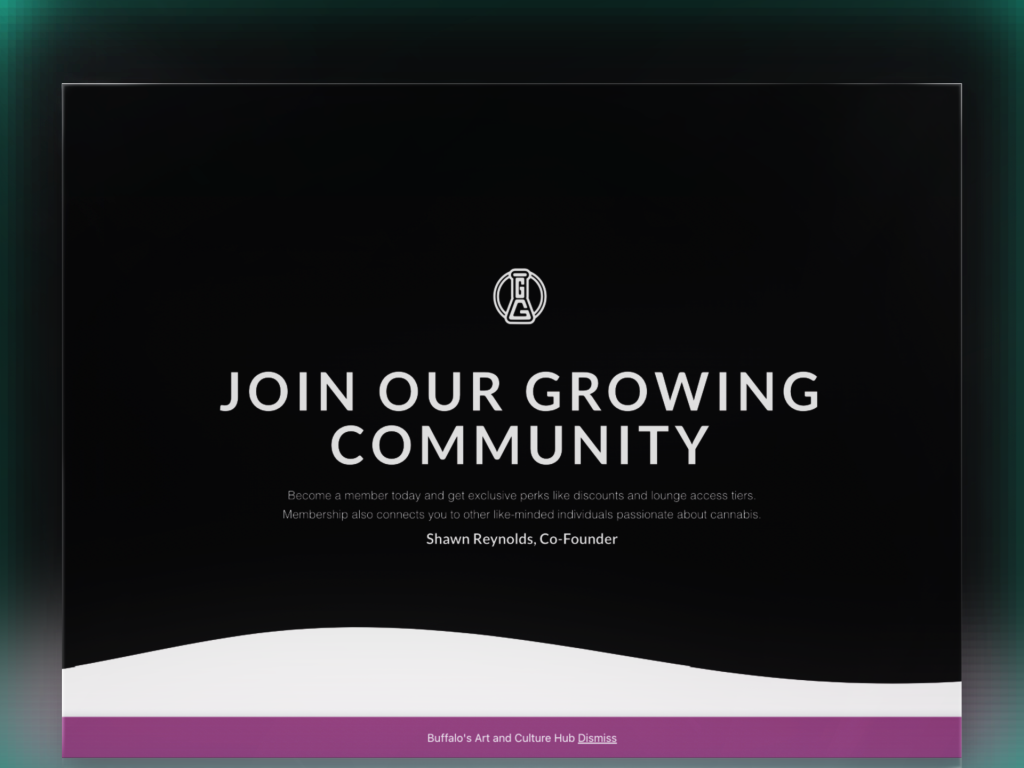 GG
JOIN OUR GROWING
COMMUNITY
Become a member today and get exclusive perks like discounts and lounge access tiers.
Membership also connects you to other like-minded individuals passionate about cannabis.
Shawn Reynolds, Co-Founder
Buffalo's Art and Culture Hub Dismiss